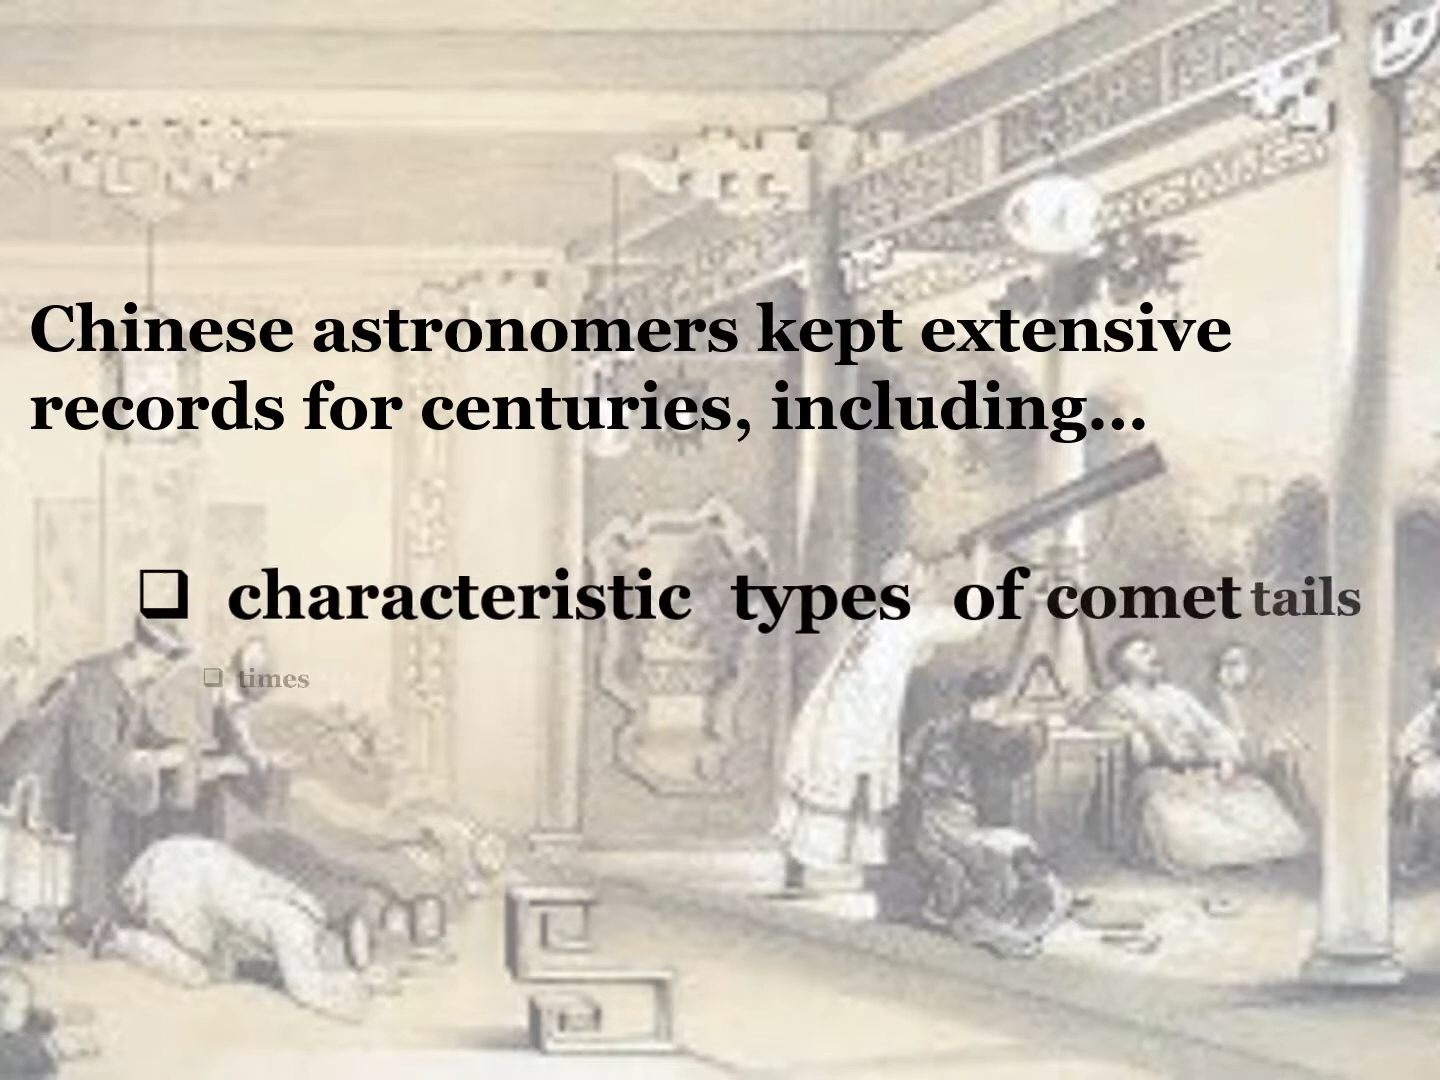 Chinese astronomers kept extensive
records for centuries, including…
❑ characteristic types of comet tails
❑ times